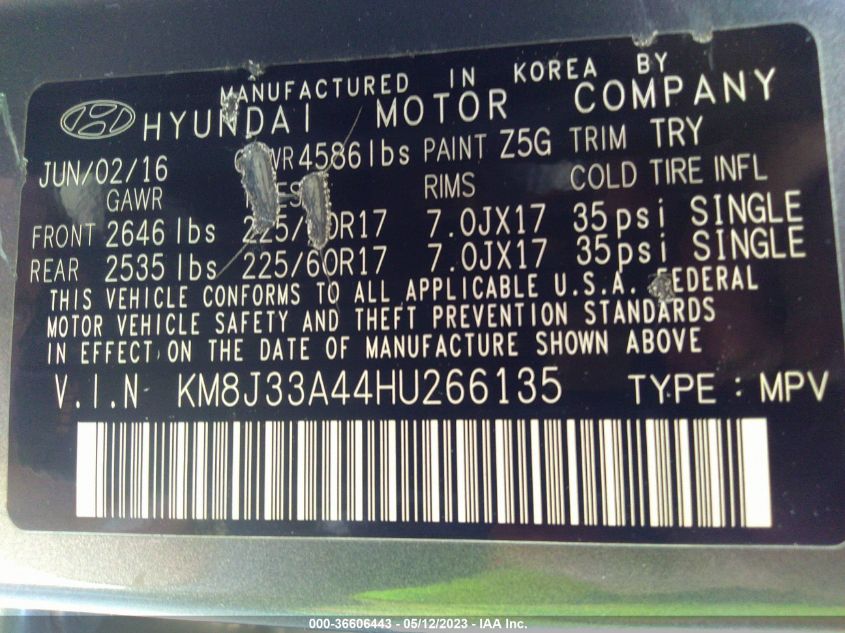 MANUFACTURED IN KOREA BY
HYUNDAI MOTOR COMPANY
JUN/02/16 4586lbs PAINT Z5G TRIM TRY
GAWR RIMS COLD TIRE INFL
FRONT 2646 lbs 225/60R17 7.0JX17 35psi SINGLE
REAR 2535 lbs 225/60R17 7.0JX17 35psi SINGLE
THIS VEHICLE CONFORMS TO ALL APPLICABLE U.S.A. FEDERAL
MOTOR VEHICLE SAFETY AND THEFT PREVENTION STANDARDS
IN EFFECT ON THE DATE OF MANUFACTURE SHOWN ABOVE
V.I.N KM8J33A44HU266135 TYPE : MPV
000-36606443 - 05/12/2023 - IAA Inc.